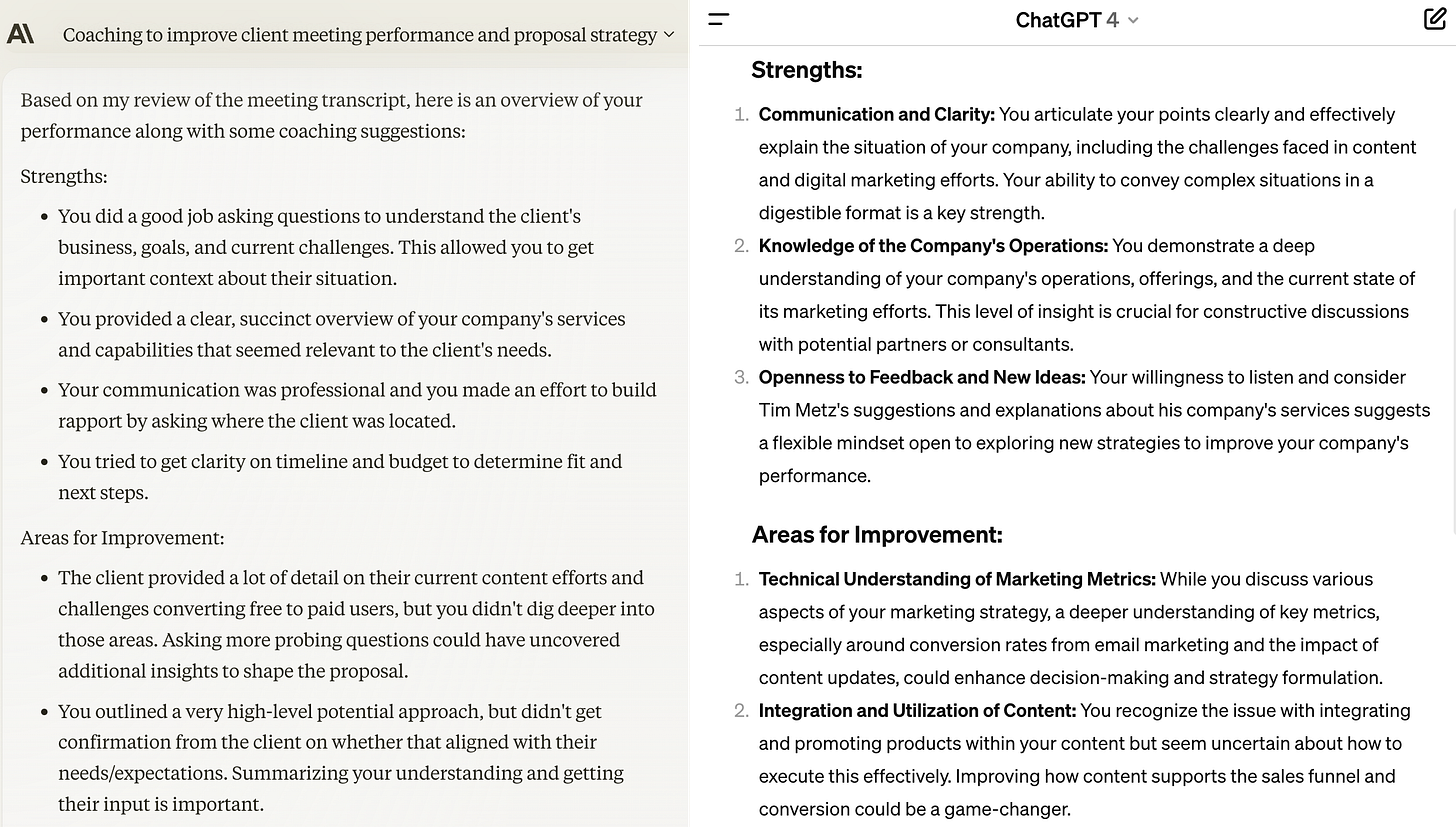 Coaching to improve client meeting performance and proposal strategy
Based on my review of the meeting transcript, here is an overview of your
performance along with some coaching suggestions:
Strengths:
• You did a good job asking questions to understand the client's
business, goals, and current challenges. This allowed you to get
important context about their situation.
• You provided a clear, succinct overview of your company's services
and capabilities that seemed relevant to the client's needs.
• Your communication was professional and you made an effort to build
rapport by asking where the client was located.
• You tried to get clarity on timeline and budget to determine fit and
next steps.
Areas for Improvement:
• The client provided a lot of detail on their current content efforts and
challenges converting free to paid users, but you didn't dig deeper into
those areas. Asking more probing questions could have uncovered
additional insights to shape the proposal.
• You outlined a very high-level potential approach, but didn't get
confirmation from the client on whether that aligned with their
needs/expectations. Summarizing your understanding and getting
their input is important.
ChatGPT 4
Strengths:
1. Communication and Clarity: You articulate your points clearly and effectively
explain the situation of your company, including the challenges faced in content
and digital marketing efforts. Your ability to convey complex situations in a
digestible format is a key strength.
2. Knowledge of the Company's Operations: You demonstrate a deep
understanding of your company's operations, offerings, and the current state of
its marketing efforts. This level of insight is crucial for constructive discussions
with potential partners or consultants.
3. Openness to Feedback and New Ideas: Your willingness to listen and consider
Tim Metz's suggestions and explanations about his company's services suggests
a flexible mindset open to exploring new strategies to improve your company's
performance.
Areas for Improvement:
1. Technical Understanding of Marketing Metrics: While you discuss various
aspects of your marketing strategy, a deeper understanding of key metrics,
especially around conversion rates from email marketing and the impact of
content updates, could enhance decision-making and strategy formulation.
2. Integration and Utilization of Content: You recognize the issue with integrating
and promoting products within your content but seem uncertain about how to
execute this effectively. Improving how content supports the sales funnel and
conversion could be a game-changer.